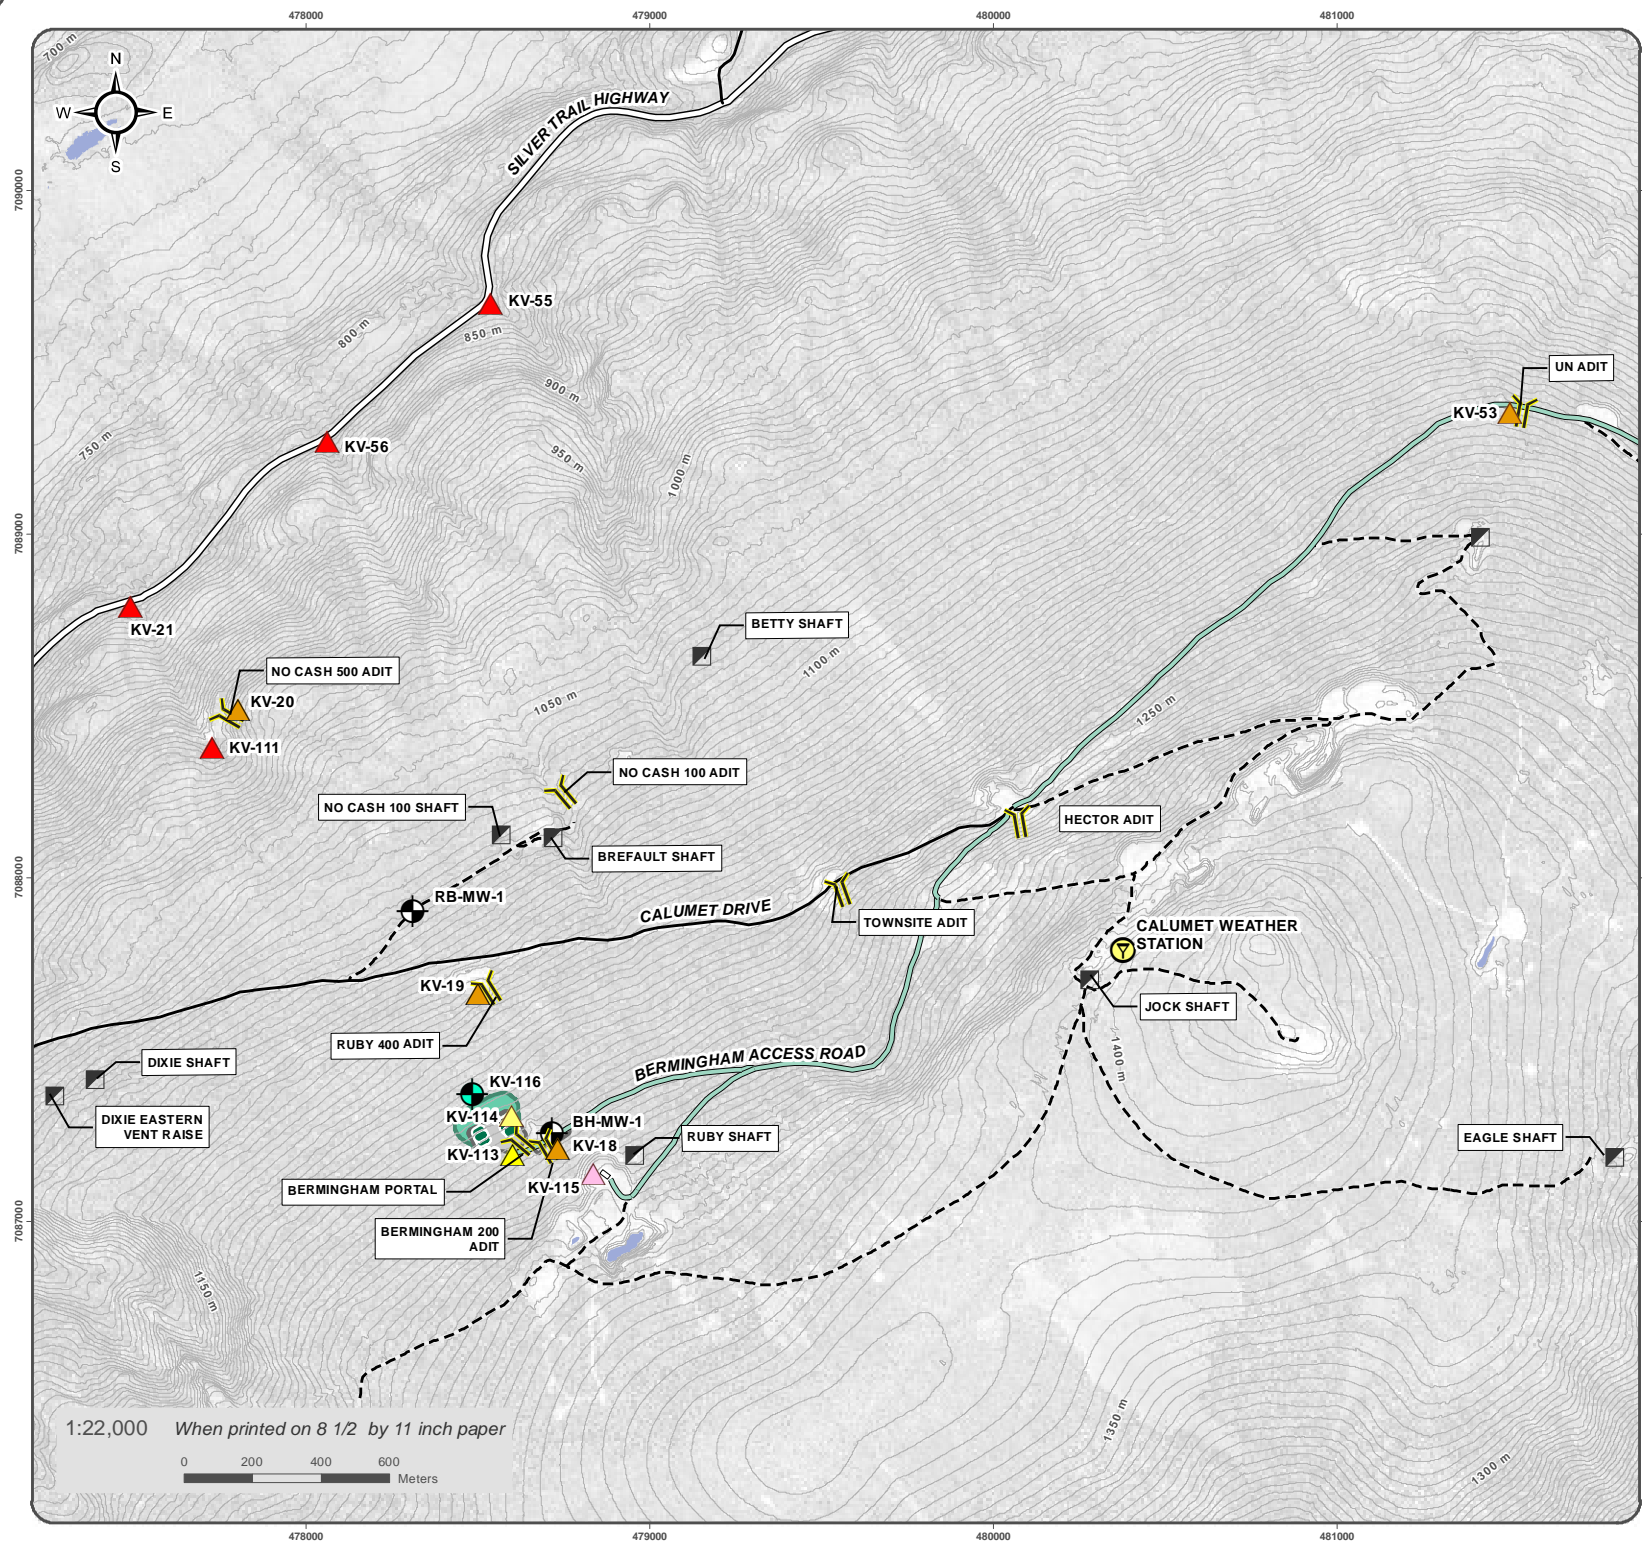 478000
479000
480000
481000
700 m
N
W
E
S
SILVER TRAIL HIGHWAY
7090000
KV-55
800 m
850 m
UN ADIT
900 m
KV-53
KV-56
750 m
950 m
1000 m
7089000
KV-21
BETTY SHAFT
1100 m
NO CASH 500 ADIT
KV-20
1050 m
1250 m
KV-111
NO CASH 100 ADIT
NO CASH 100 SHAFT
HECTOR ADIT
BREFAULT SHAFT
7088000
RB-MW-1
CALUMET DRIVE
TOWNSITE ADIT
CALUMET WEATHER
STATION
KV-19
JOCK SHAFT
RUBY 400 ADIT
BERMINGHAM ACCESS ROAD
1400 m
DIXIE SHAFT
KV-116
DIXIE EASTERN
VENT RAISE
KV-114
BH-MW-1
RUBY SHAFT
EAGLE SHAFT
KV-18
KV-113
BERMINGHAM PORTAL
KV-115
7087000
BERMINGHAM 200
ADIT
1150 m
1350 m
1300 m
1:22,000 When printed on 8 1/2 by 11 inch paper
0 200 400 600
Meters
478000
479000
480000
481000